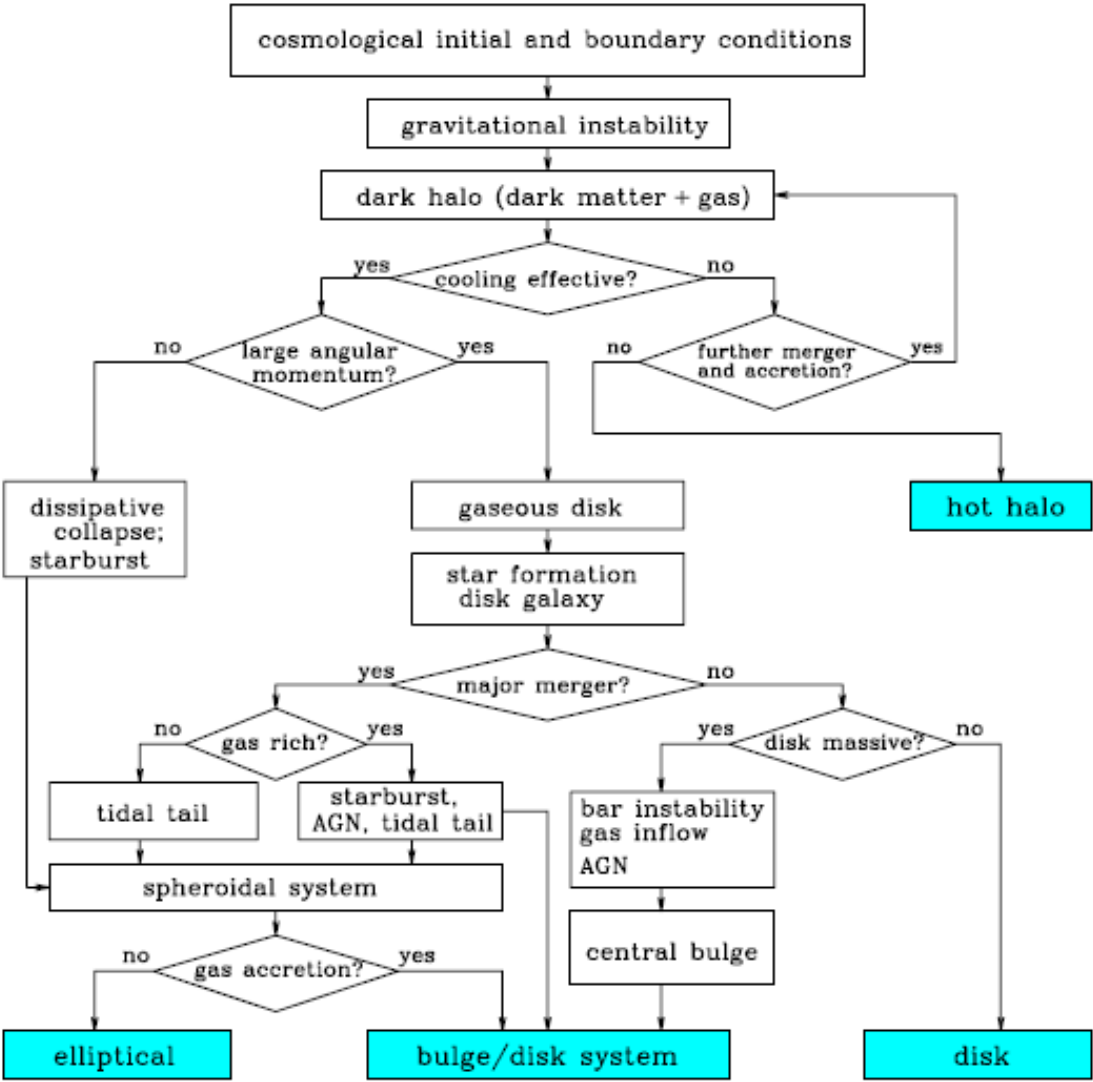 cosmological initial and boundary conditions
gravitational instability
dark halo (dark matter + gas)
yes
cooling effective?
no
no
large angular
momentum?
yes
no
further merger
and accretion?
yes
dissipative
collapse;
starburst
gaseous disk
hot halo
star formation
disk galaxy
yes
major merger?
no
no
gas rich?
yes
yes
disk massive?
no
tidal tail
starburst,
AGN, tidal tail
bar instability
gas inflow
AGN
spheroidal system
central bulge
no
gas accretion?
yes
elliptical
bulge/disk system
disk